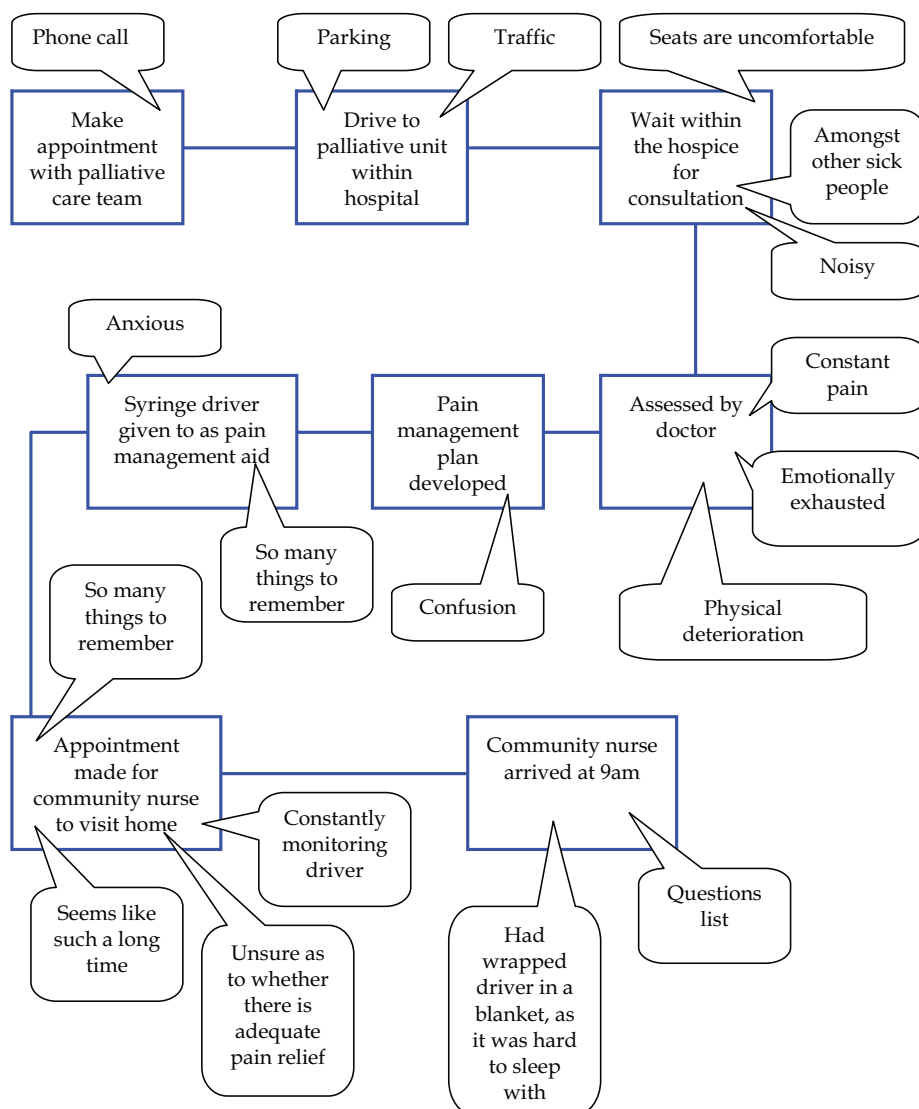 Phone call
Parking
Traffic
Seats are uncomfortable
Make
appointment
with palliative
care team
Drive to
palliative unit
within
hospital
Wait within
the hospice
for
consultation
Amongst
other sick
people
Noisy
Constant
pain
Assessed by
doctor
Emotionally
exhausted
Physical
deterioration
Pain
management
plan
developed
Confusion
Anxious
Syringe driver
given to as pain
management aid
So many
things to
remember
So many
things to
remember
Appointment
made for
community nurse
to visit home
Constantly
monitoring
driver
Seems like
such a long
time
Unsure as
to whether
there is
adequate
pain relief
Community nurse
arrived at 9am
Questions
list
Had
wrapped
driver in a
blanket, as
it was hard
to sleep
with